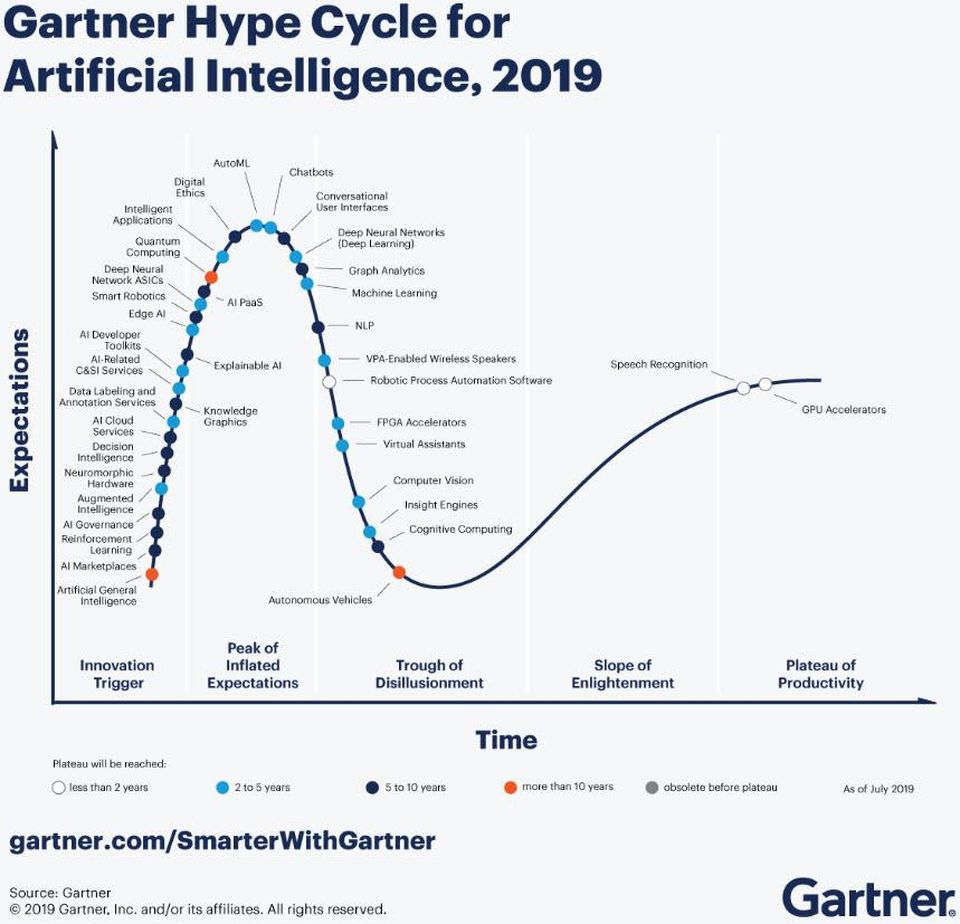 Gartner Hype Cycle for
Artificial Intelligence, 2019
Expectations
AutoML
Chatbots
Digital
Ethics
Conversational
User Interfaces
Intelligent
Applications
Deep Neural Networks
(Deep Learning)
Quantum
Computing
Graph Analytics
Deep Neural
Network ASICs
Machine Learning
Smart Robotics
AI PaaS
Edge AI
NLP
AI Developer
Toolkits
Explainable AI
VPA-Enabled Wireless Speakers
AI-Related
C&SI Services
Robotic Process Automation Software
Speech Recognition
Data Labeling and
Annotation Services
Knowledge
Graphics
GPU Accelerators
AI Cloud
Services
FPGA Accelerators
Decision
Intelligence
Virtual Assistants
Neuromorphic
Hardware
Computer Vision
Augmented
Intelligence
Insight Engines
AI Governance
Cognitive Computing
Reinforcement
Learning
AI Marketplaces
Artificial General
Intelligence
Autonomous Vehicles
Innovation
Trigger
Peak of
Inflated
Expectations
Trough of
Disillusionment
Slope of
Enlightenment
Plateau of
Productivity
Time
Plateau will be reached:
less than 2 years
2 to 5 years
5 to 10 years
more than 10 years
obsolete before plateau
As of July 2019
gartner.com/SmarterWithGartner
Source: Gartner
© 2019 Gartner, Inc. and/or its affiliates. All rights reserved.
Gartner®